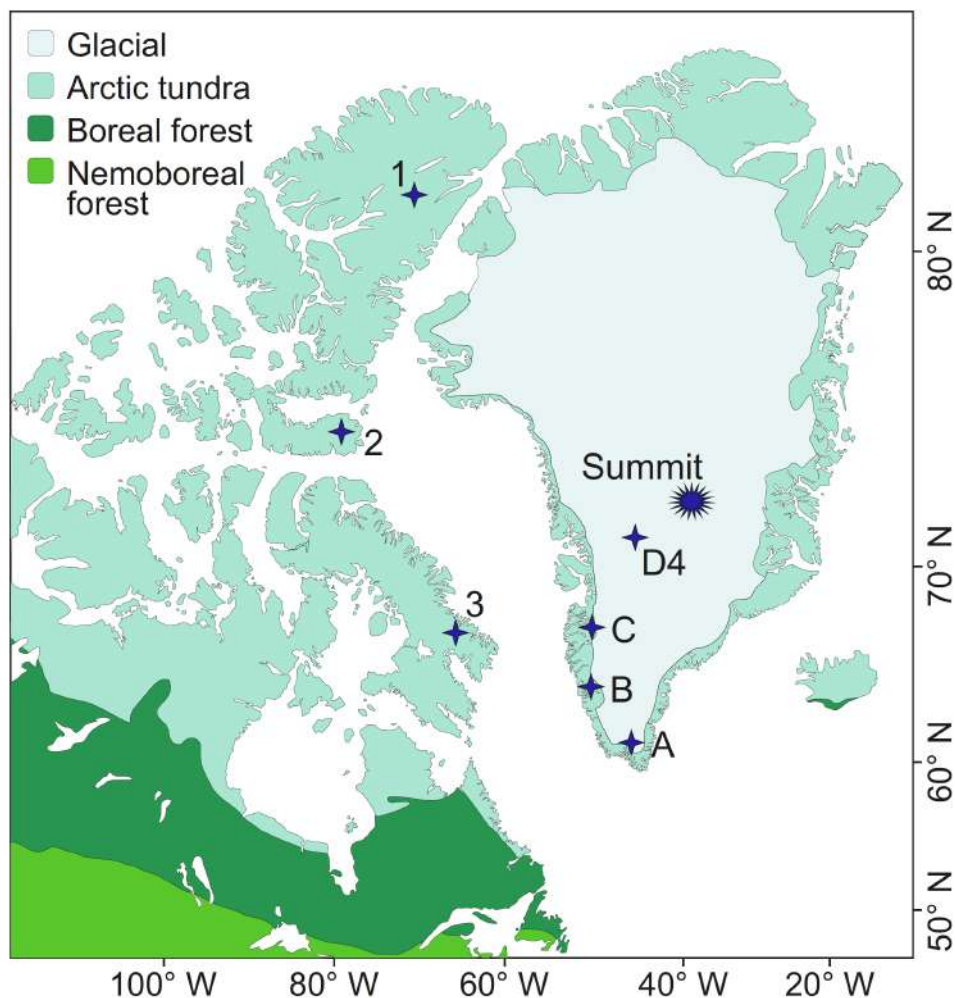 Glacial
Arctic tundra
Boreal forest
Nemoboreal
forest
1
2
3
Summit
D4
C
B
A
80° N
70° N
60° N
50° N
100° W
80° W
60° W
40° W
20° W